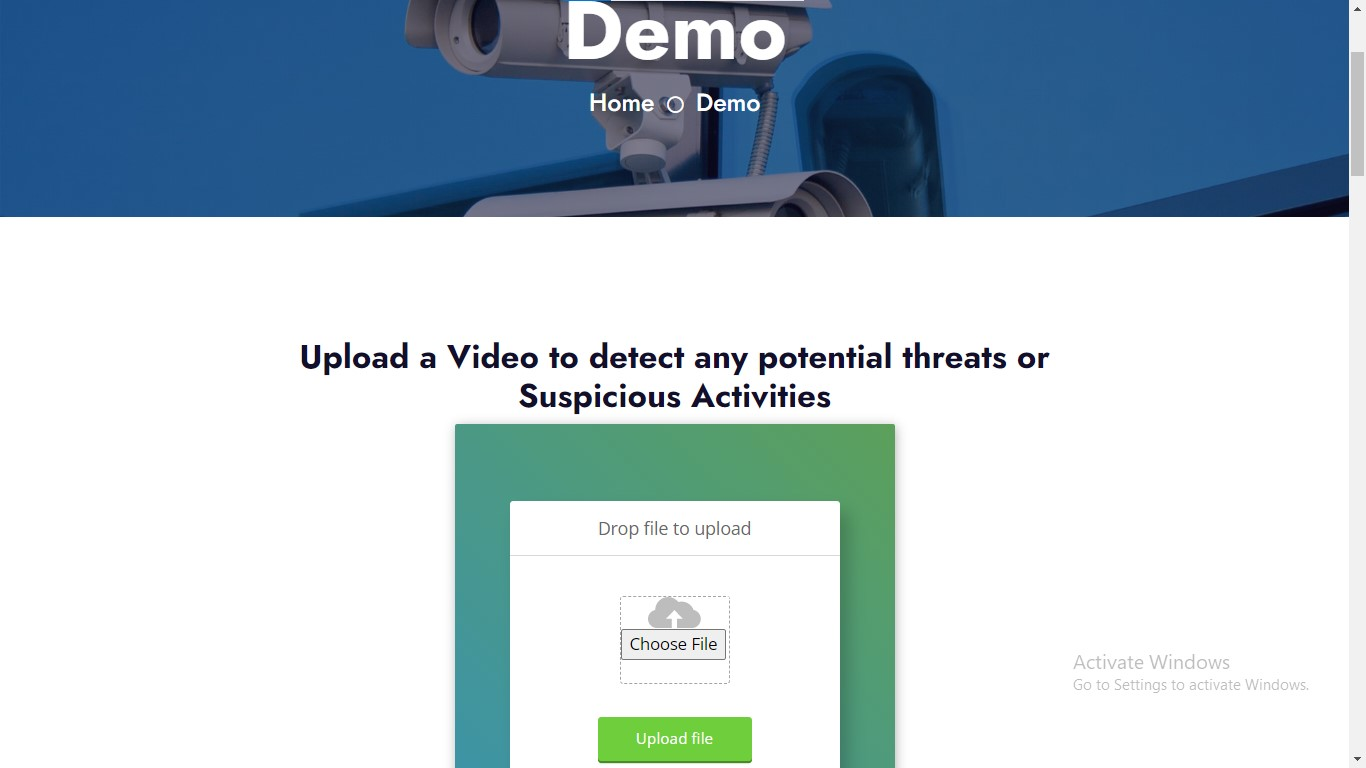 Demo
Home Demo
Upload a Video to detect any potential threats or
Suspicious Activities
Drop file to upload
Choose File
Upload file
Activate Windows
Go to Settings to activate Windows.